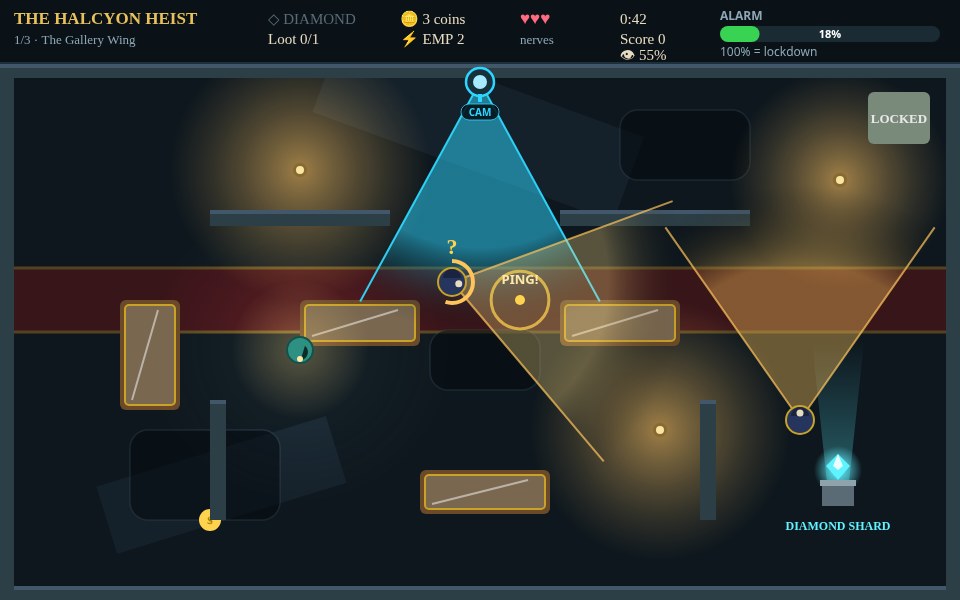 THE HALCYON HEIST
1/3 · The Gallery Wing
◇ DIAMOND
Loot 0/1
3 coins
EMP 2
nerves
0:42
Score 0
55%
ALARM
18%
100% = lockdown
CAM
LOCKED
?
PING!
DIAMOND SHARD